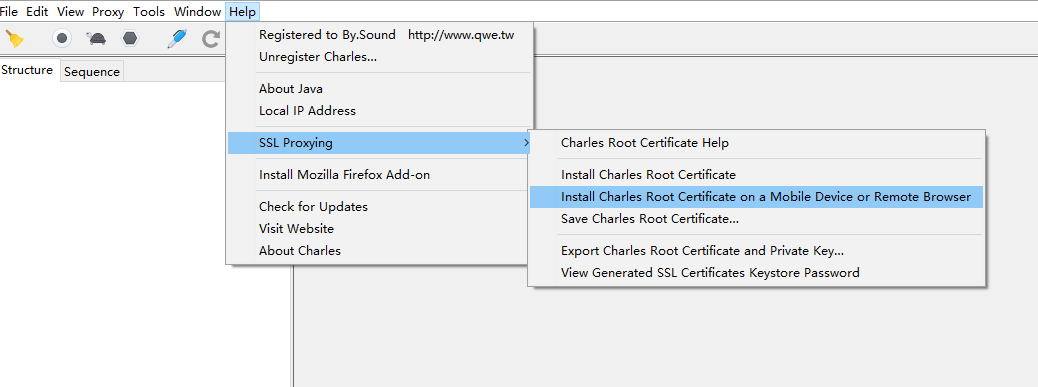 File Edit View Proxy Tools Window Help
Structure Sequence
Registered to By.Sound http://www.qwe.tw
Unregister Charles...
About Java
Local IP Address
SSL Proxying
Install Mozilla Firefox Add-on
Check for Updates
Visit Website
About Charles
Charles Root Certificate Help
Install Charles Root Certificate
Install Charles Root Certificate on a Mobile Device or Remote Browser
Save Charles Root Certificate...
Export Charles Root Certificate and Private Key...
View Generated SSL Certificates Keystore Password